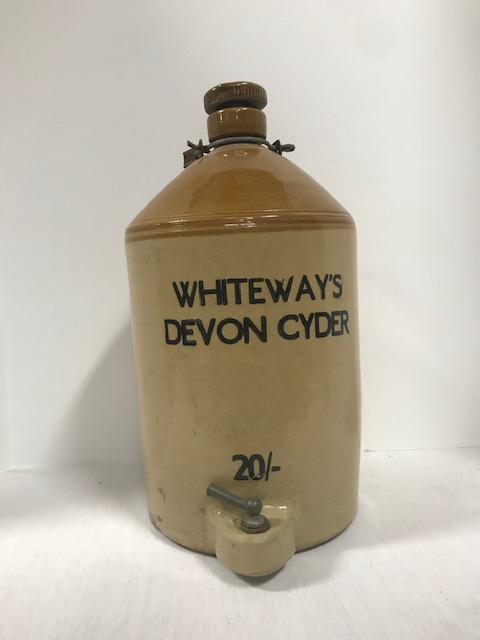 WHITEWAY'S
DEVON CYDER
20/-